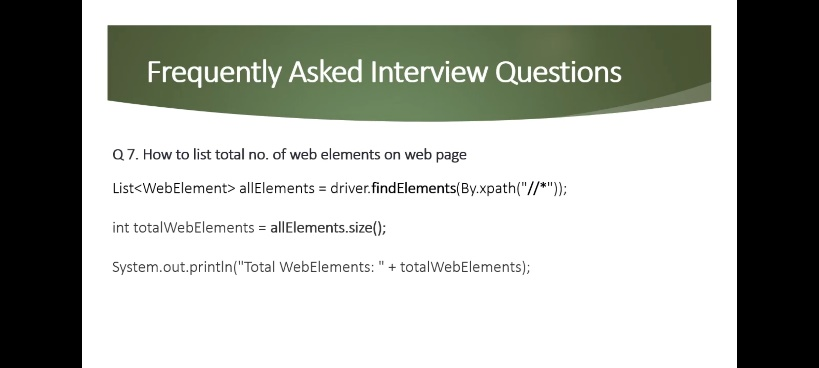 Frequently Asked Interview Questions
Q 7. How to list total no. of web elements on web page
List<WebElement> allElements = driver.findElements(By.xpath("//*"));
int totalWebElements = allElements.size();
System.out.println("Total WebElements: " + totalWebElements);